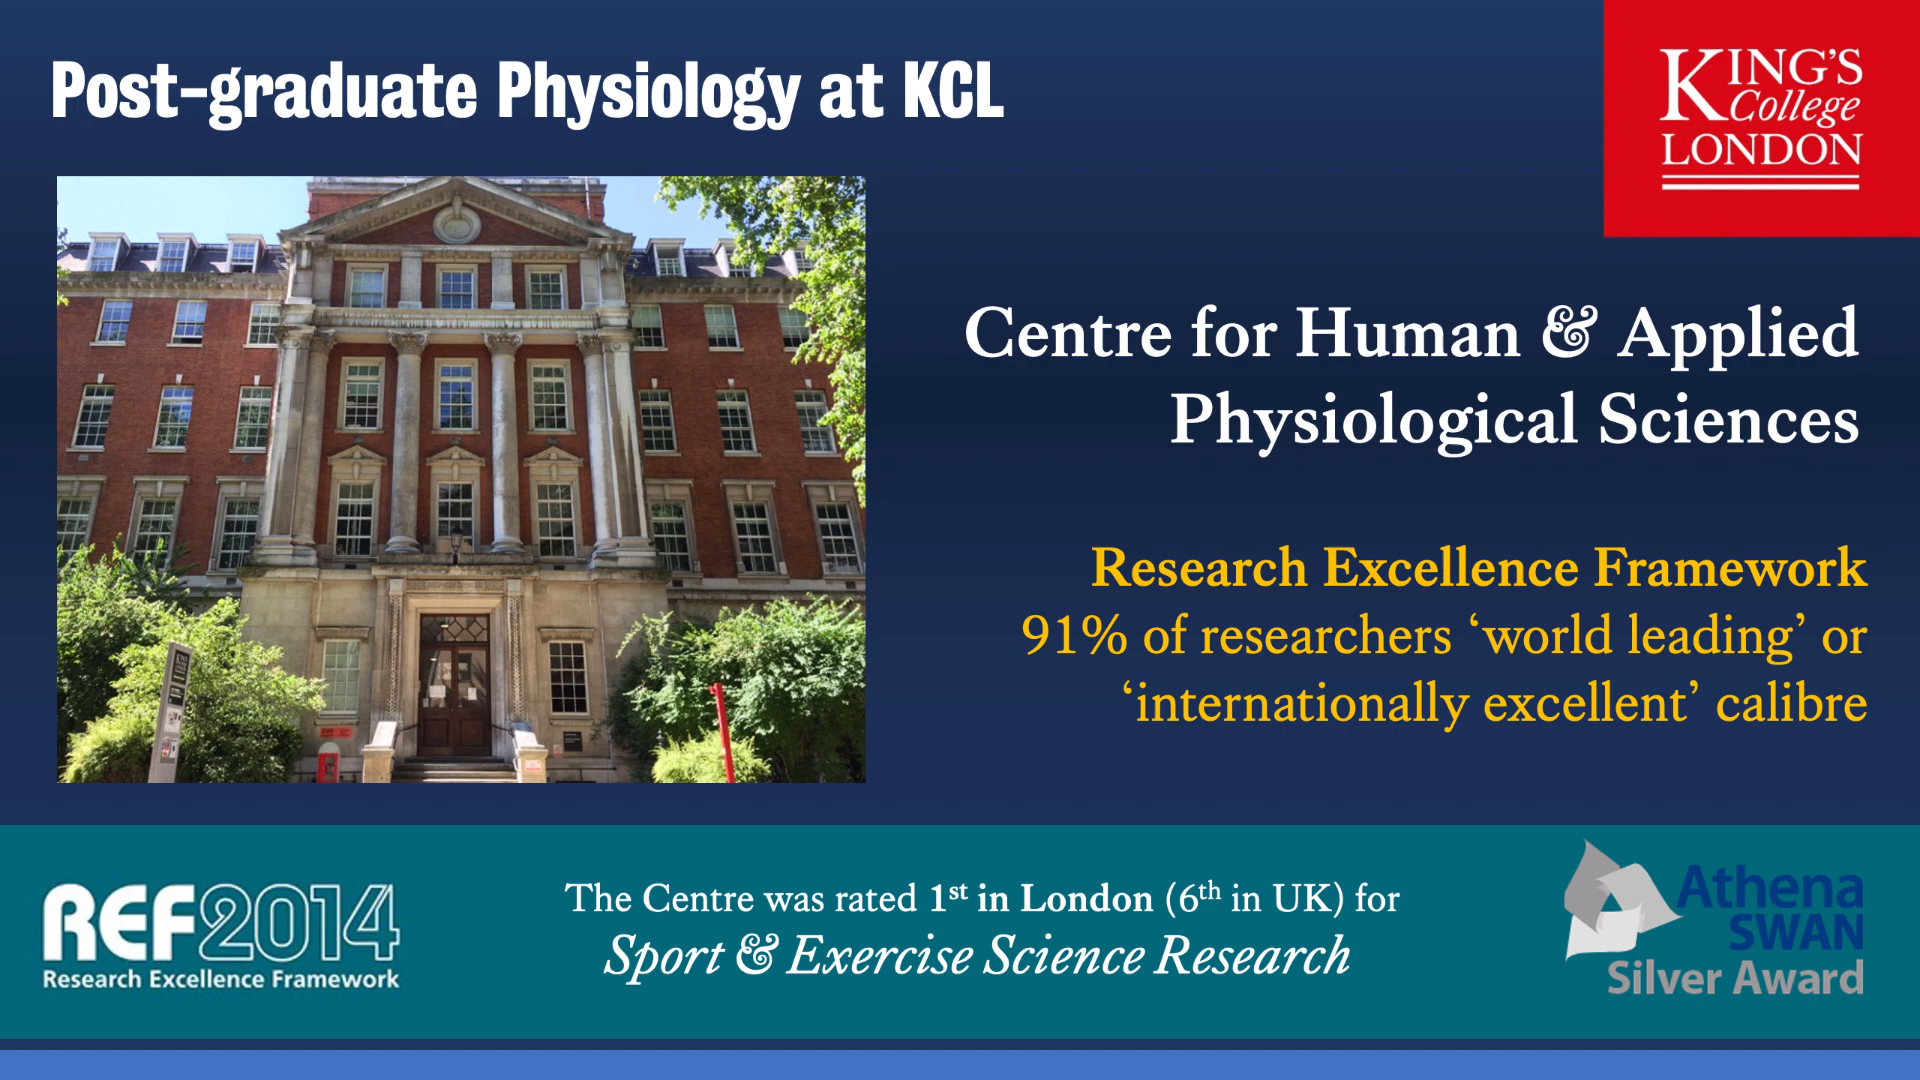 Post-graduate Physiology at KCL
KING'S
College
LONDON
Centre for Human & Applied
Physiological Sciences
Research Excellence Framework
91% of researchers ‘world leading’ or
‘internationally excellent’ calibre
REF2014
Research Excellence Framework
The Centre was rated 1st in London (6th in UK) for
Sport & Exercise Science Research
Athena
SWAN
Silver Award